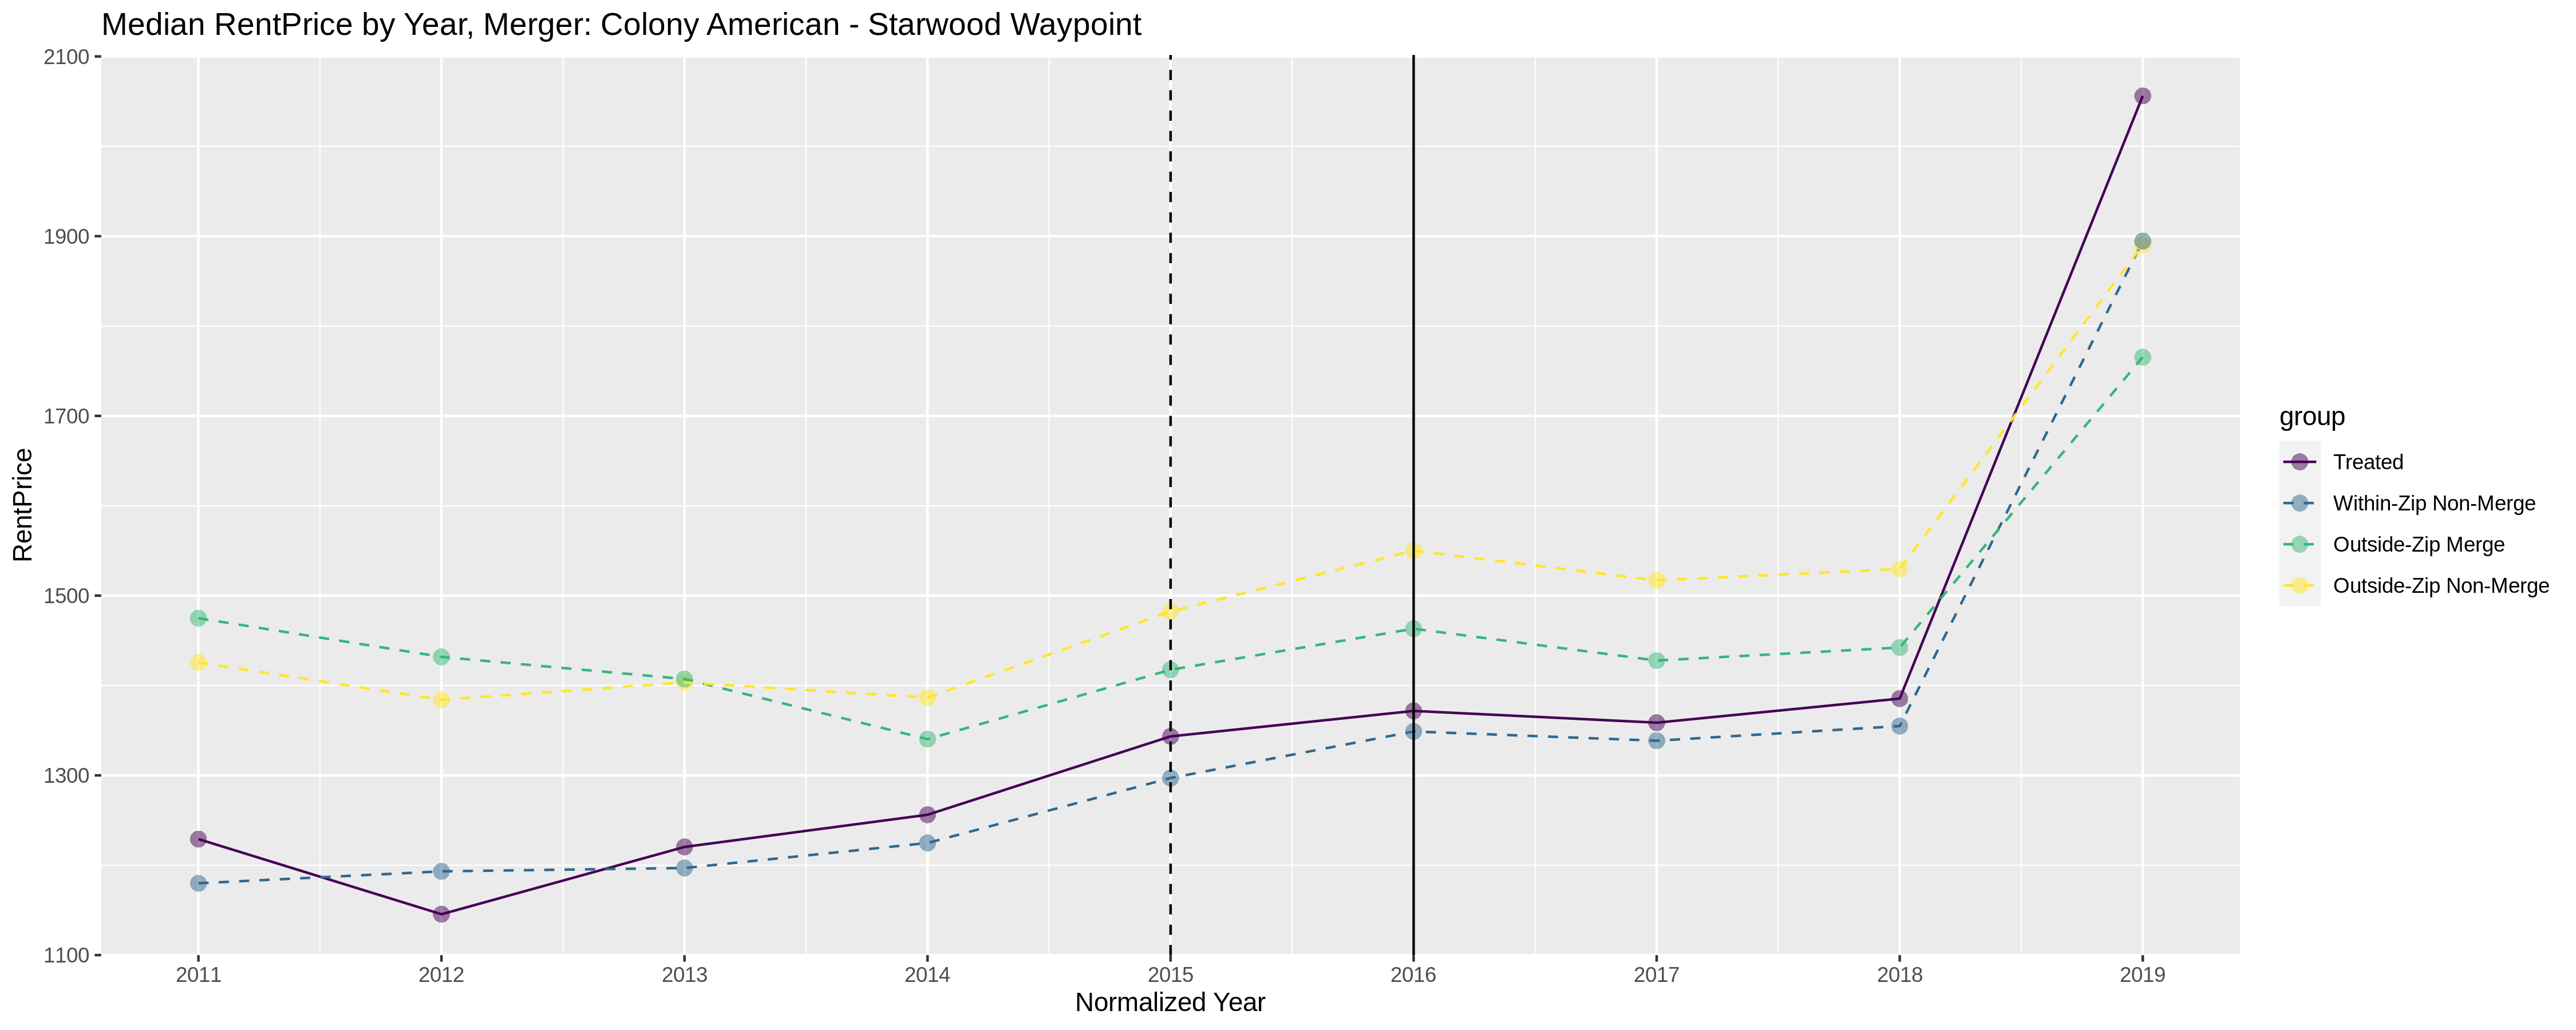 Median RentPrice by Year, Merger: Colony American - Starwood Waypoint
2100
1900
1700
1500
1300
1100
RentPrice
2011 2012 2013 2014 2015 2016 2017 2018 2019
Normalized Year
group
Treated
Within-Zip Non-Merge
Outside-Zip Merge
Outside-Zip Non-Merge